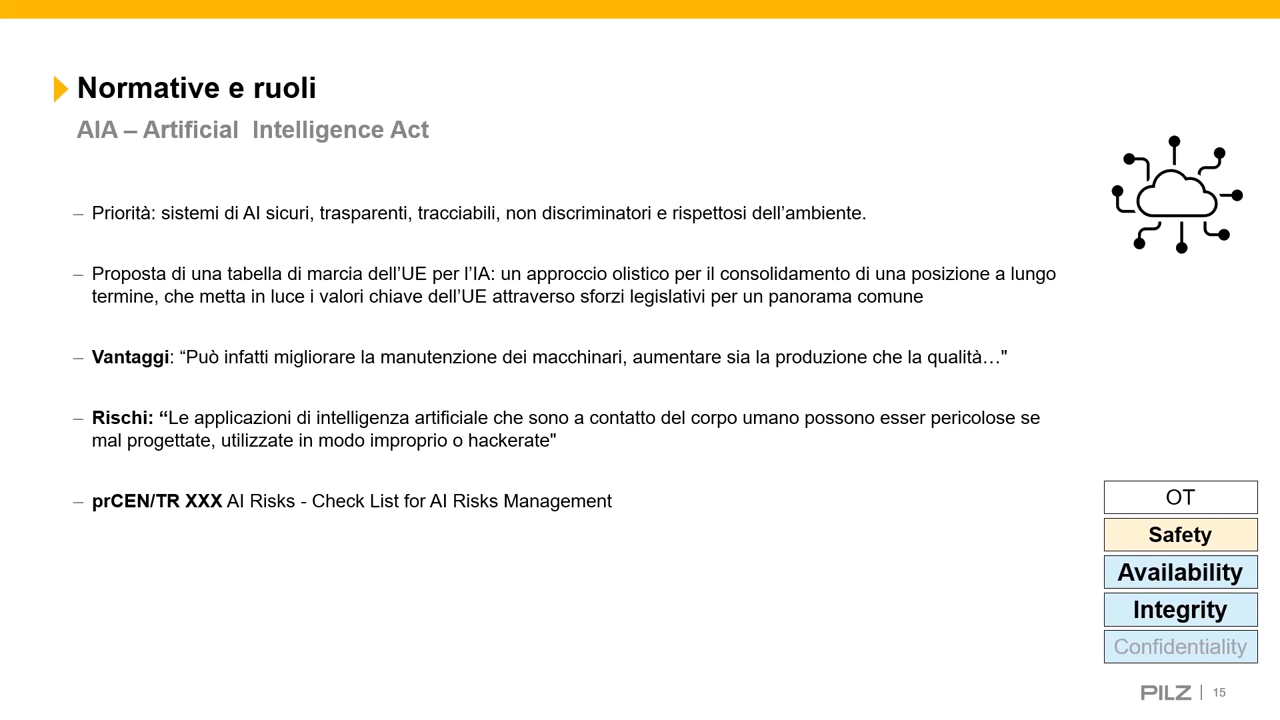 Normative e ruoli
AIA – Artificial  Intelligence Act
– Priorità: sistemi di AI sicuri, trasparenti, tracciabili, non discriminatori e rispettosi dell’ambiente.
– Proposta di una tabella di marcia dell’UE per l’IA: un approccio olistico per il consolidamento di una posizione a lungo
termine, che metta in luce i valori chiave dell’UE attraverso sforzi legislativi per un panorama comune
– Vantaggi: “Può infatti migliorare la manutenzione dei macchinari, aumentare sia la produzione che la qualità…"
– Rischi: “Le applicazioni di intelligenza artificiale che sono a contatto del corpo umano possono esser pericolose se
mal progettate, utilizzate in modo improprio o hackerate"
– prCEN/TR XXX AI Risks - Check List for AI Risks Management
OT
Safety
Availability
Integrity
Confidentiality
PILZ | 15